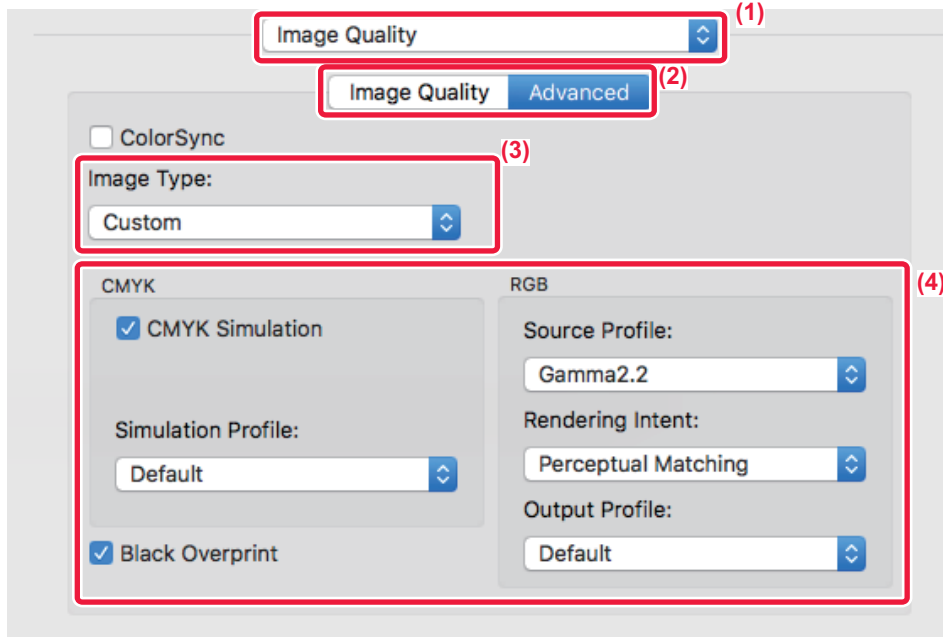 (1)
Image Quality
(2)
Image Quality Advanced
ColorSync
(3)
Image Type:
Custom
(4)
CMYK
CMYK Simulation
Simulation Profile:
Default
Black Overprint
RGB
Source Profile:
Gamma2.2
Rendering Intent:
Perceptual Matching
Output Profile:
Default